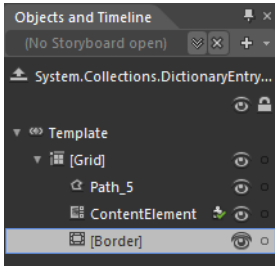 Objects and Timeline
(No Storyboard open)
System.Collections.DictionaryEntry...
Template
[Grid]
Path_5
ContentElement
[Border]